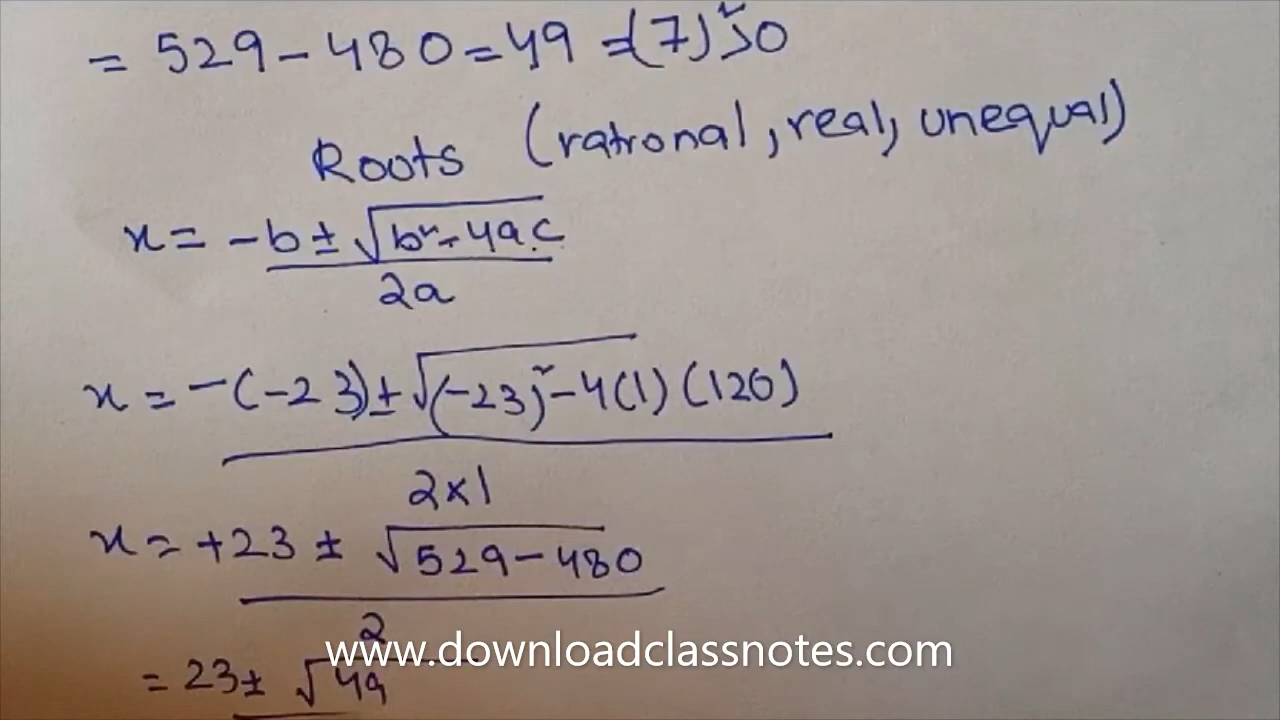 = 529 - 480 = 49 = (7)² > 0
Roots (rational, real, unequal)
x = -b ± √b² - 4ac
2a
x = -(-23) ± √(-23)² - 4(1)(120)
2×1
x = +23 ± √529 - 480
2
www.downloadclassnotes.com
= 23 ± √49